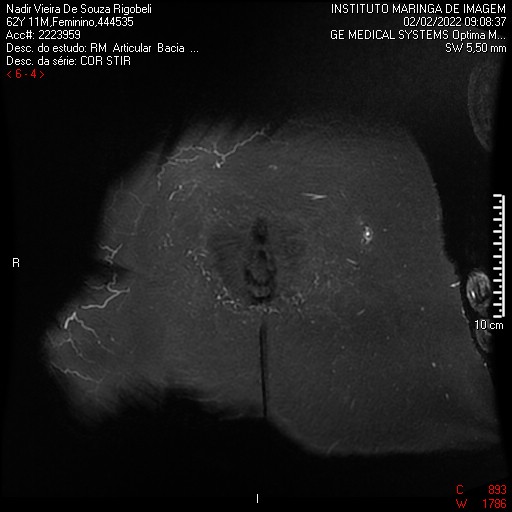 Nadir Vieira De Souza Rigobeli
62Y 11M,Feminino,444535
Acc#: 2223959
Desc. do estudo: RM Articular Bacia ...
Desc. da série: COR STIR
< 6 - 4 >
INSTITUTO MARINGA DE IMAGEM
02/02/2022 09:08:37
GE MEDICAL SYSTEMS Optima M...
SW 5,50 mm
R
10 cm
I
C 893
W 1786